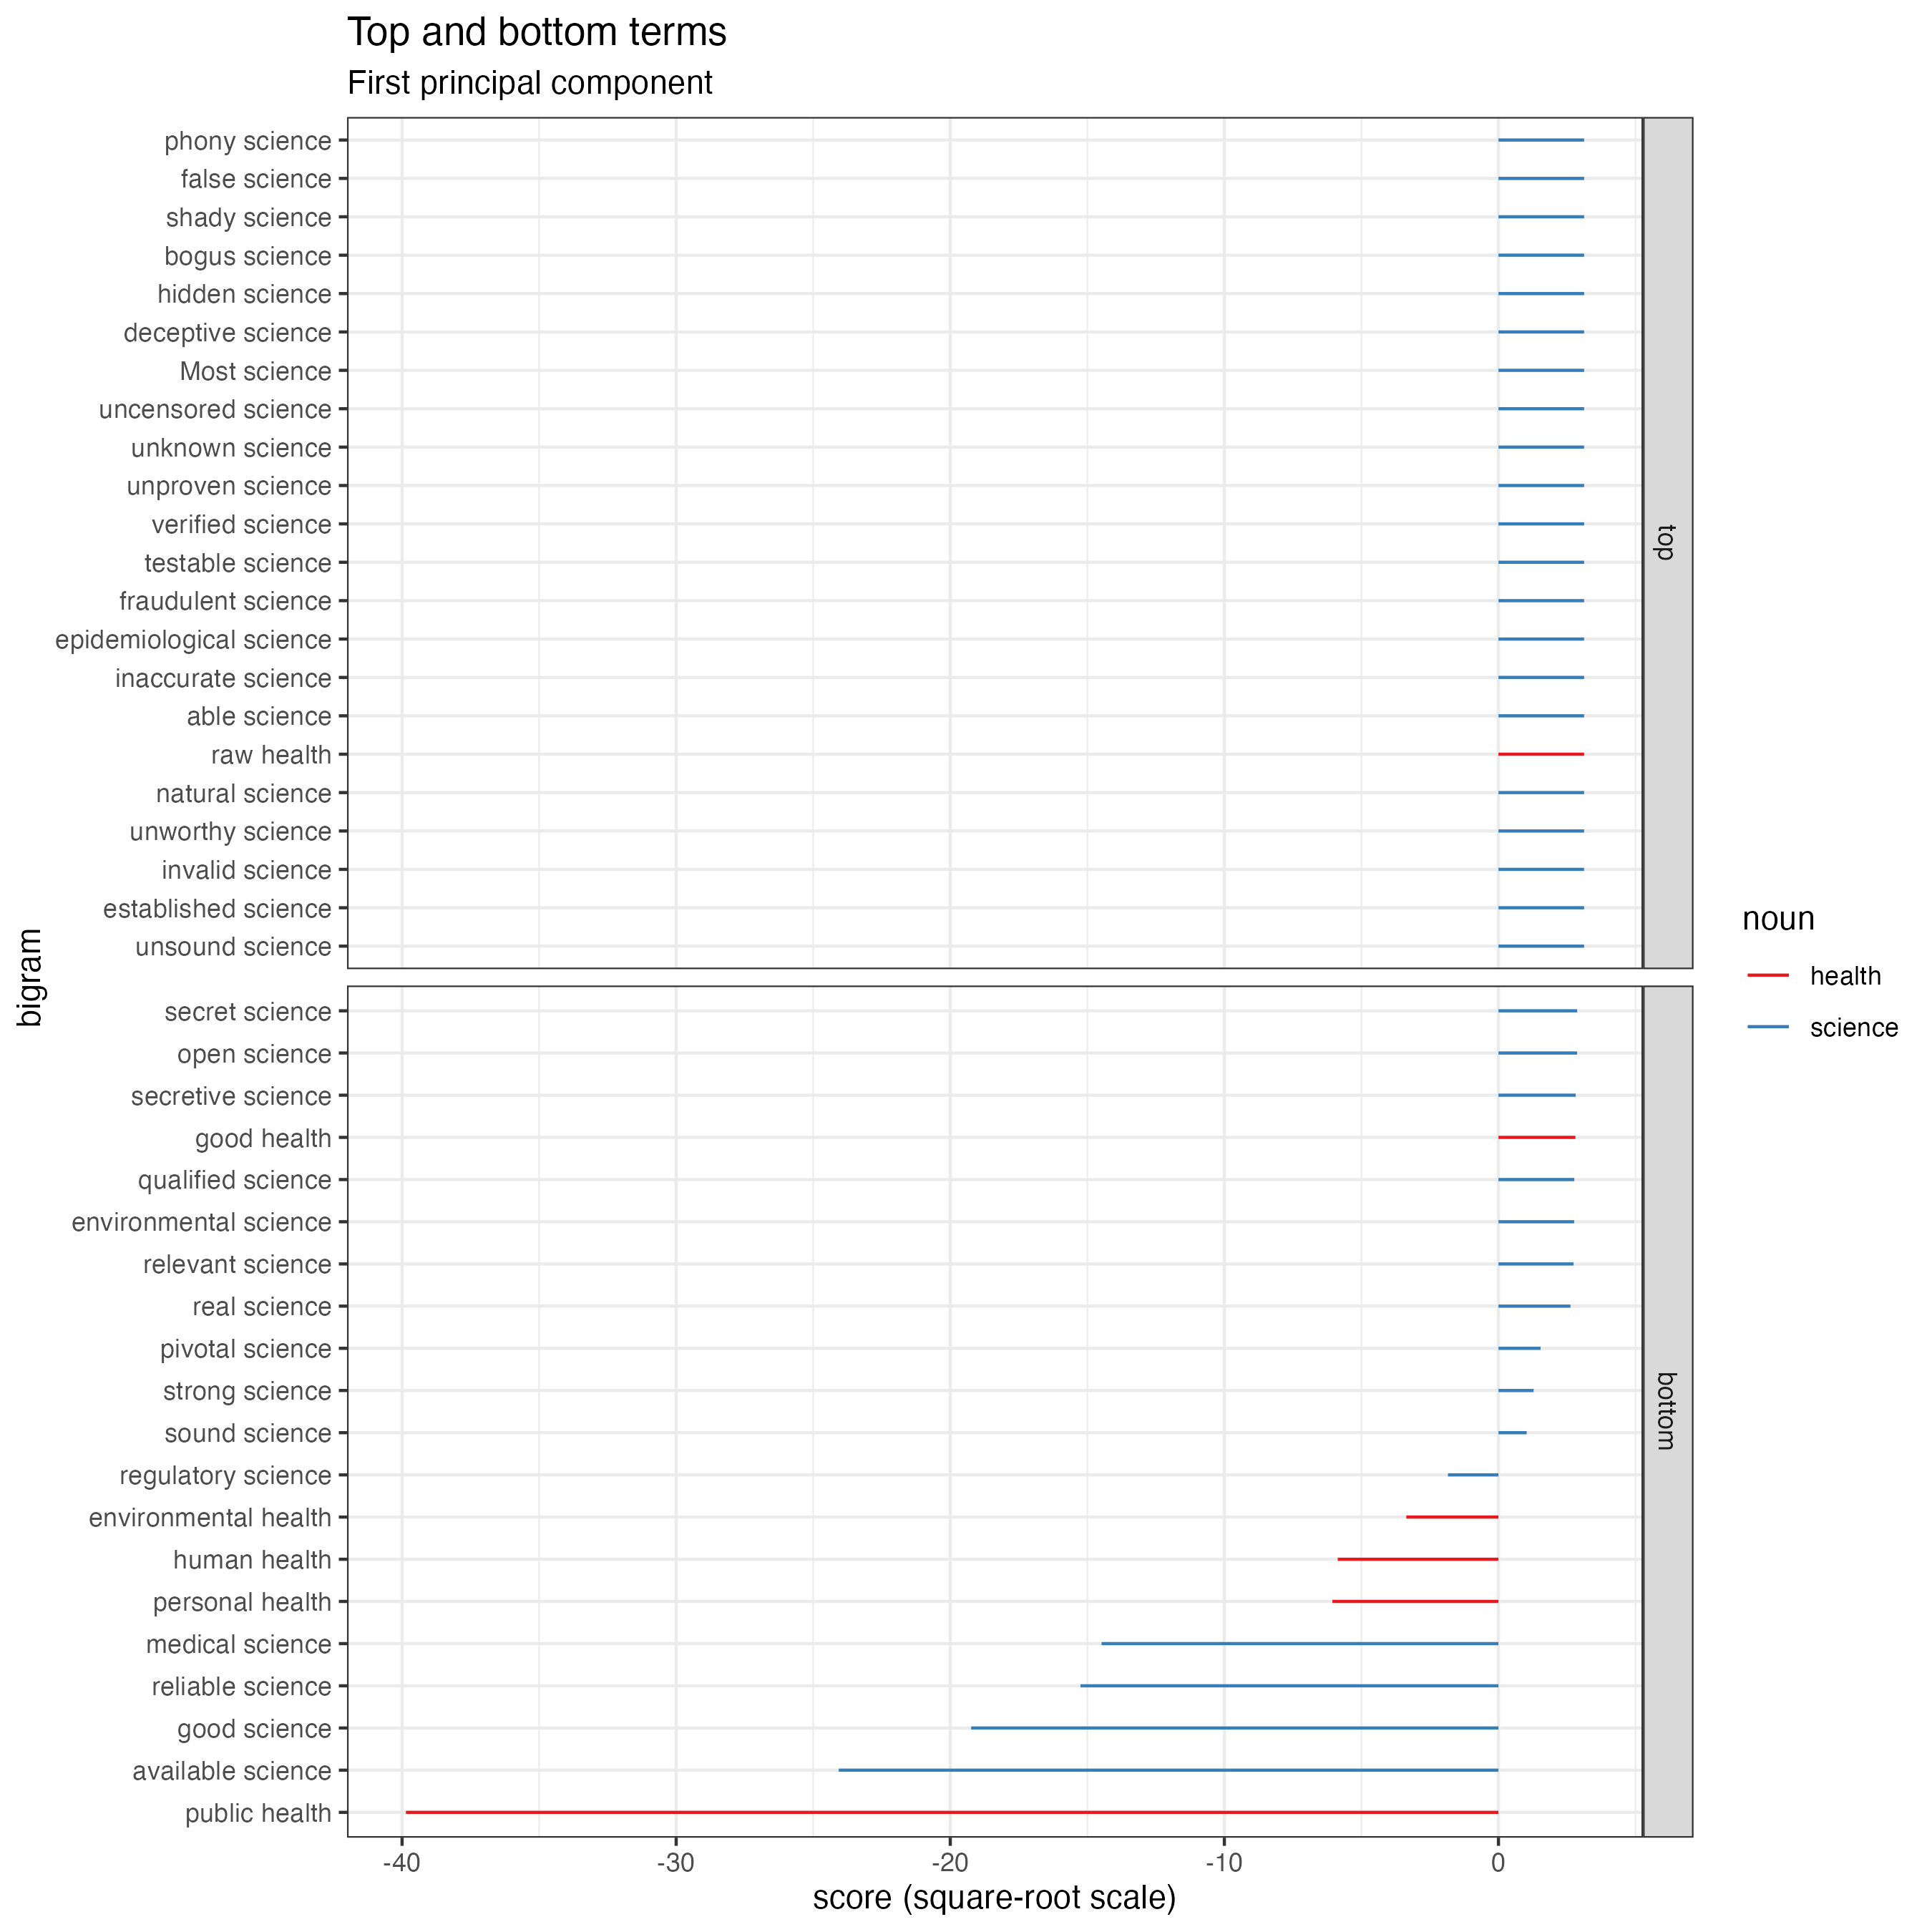 Top and bottom terms
First principal component
phony science
false science
shady science
bogus science
hidden science
deceptive science
Most science
uncensored science
unknown science
unproven science
verified science
testable science
fraudulent science
epidemiological science
inaccurate science
able science
raw health
natural science
unworthy science
invalid science
established science
unsound science
top
secret science
open science
secretive science
good health
qualified science
environmental science
relevant science
real science
pivotal science
strong science
sound science
regulatory science
environmental health
human health
personal health
medical science
reliable science
good science
available science
public health
bottom
bigram
-40 -30 -20 -10 0
score (square-root scale)
noun
health
science